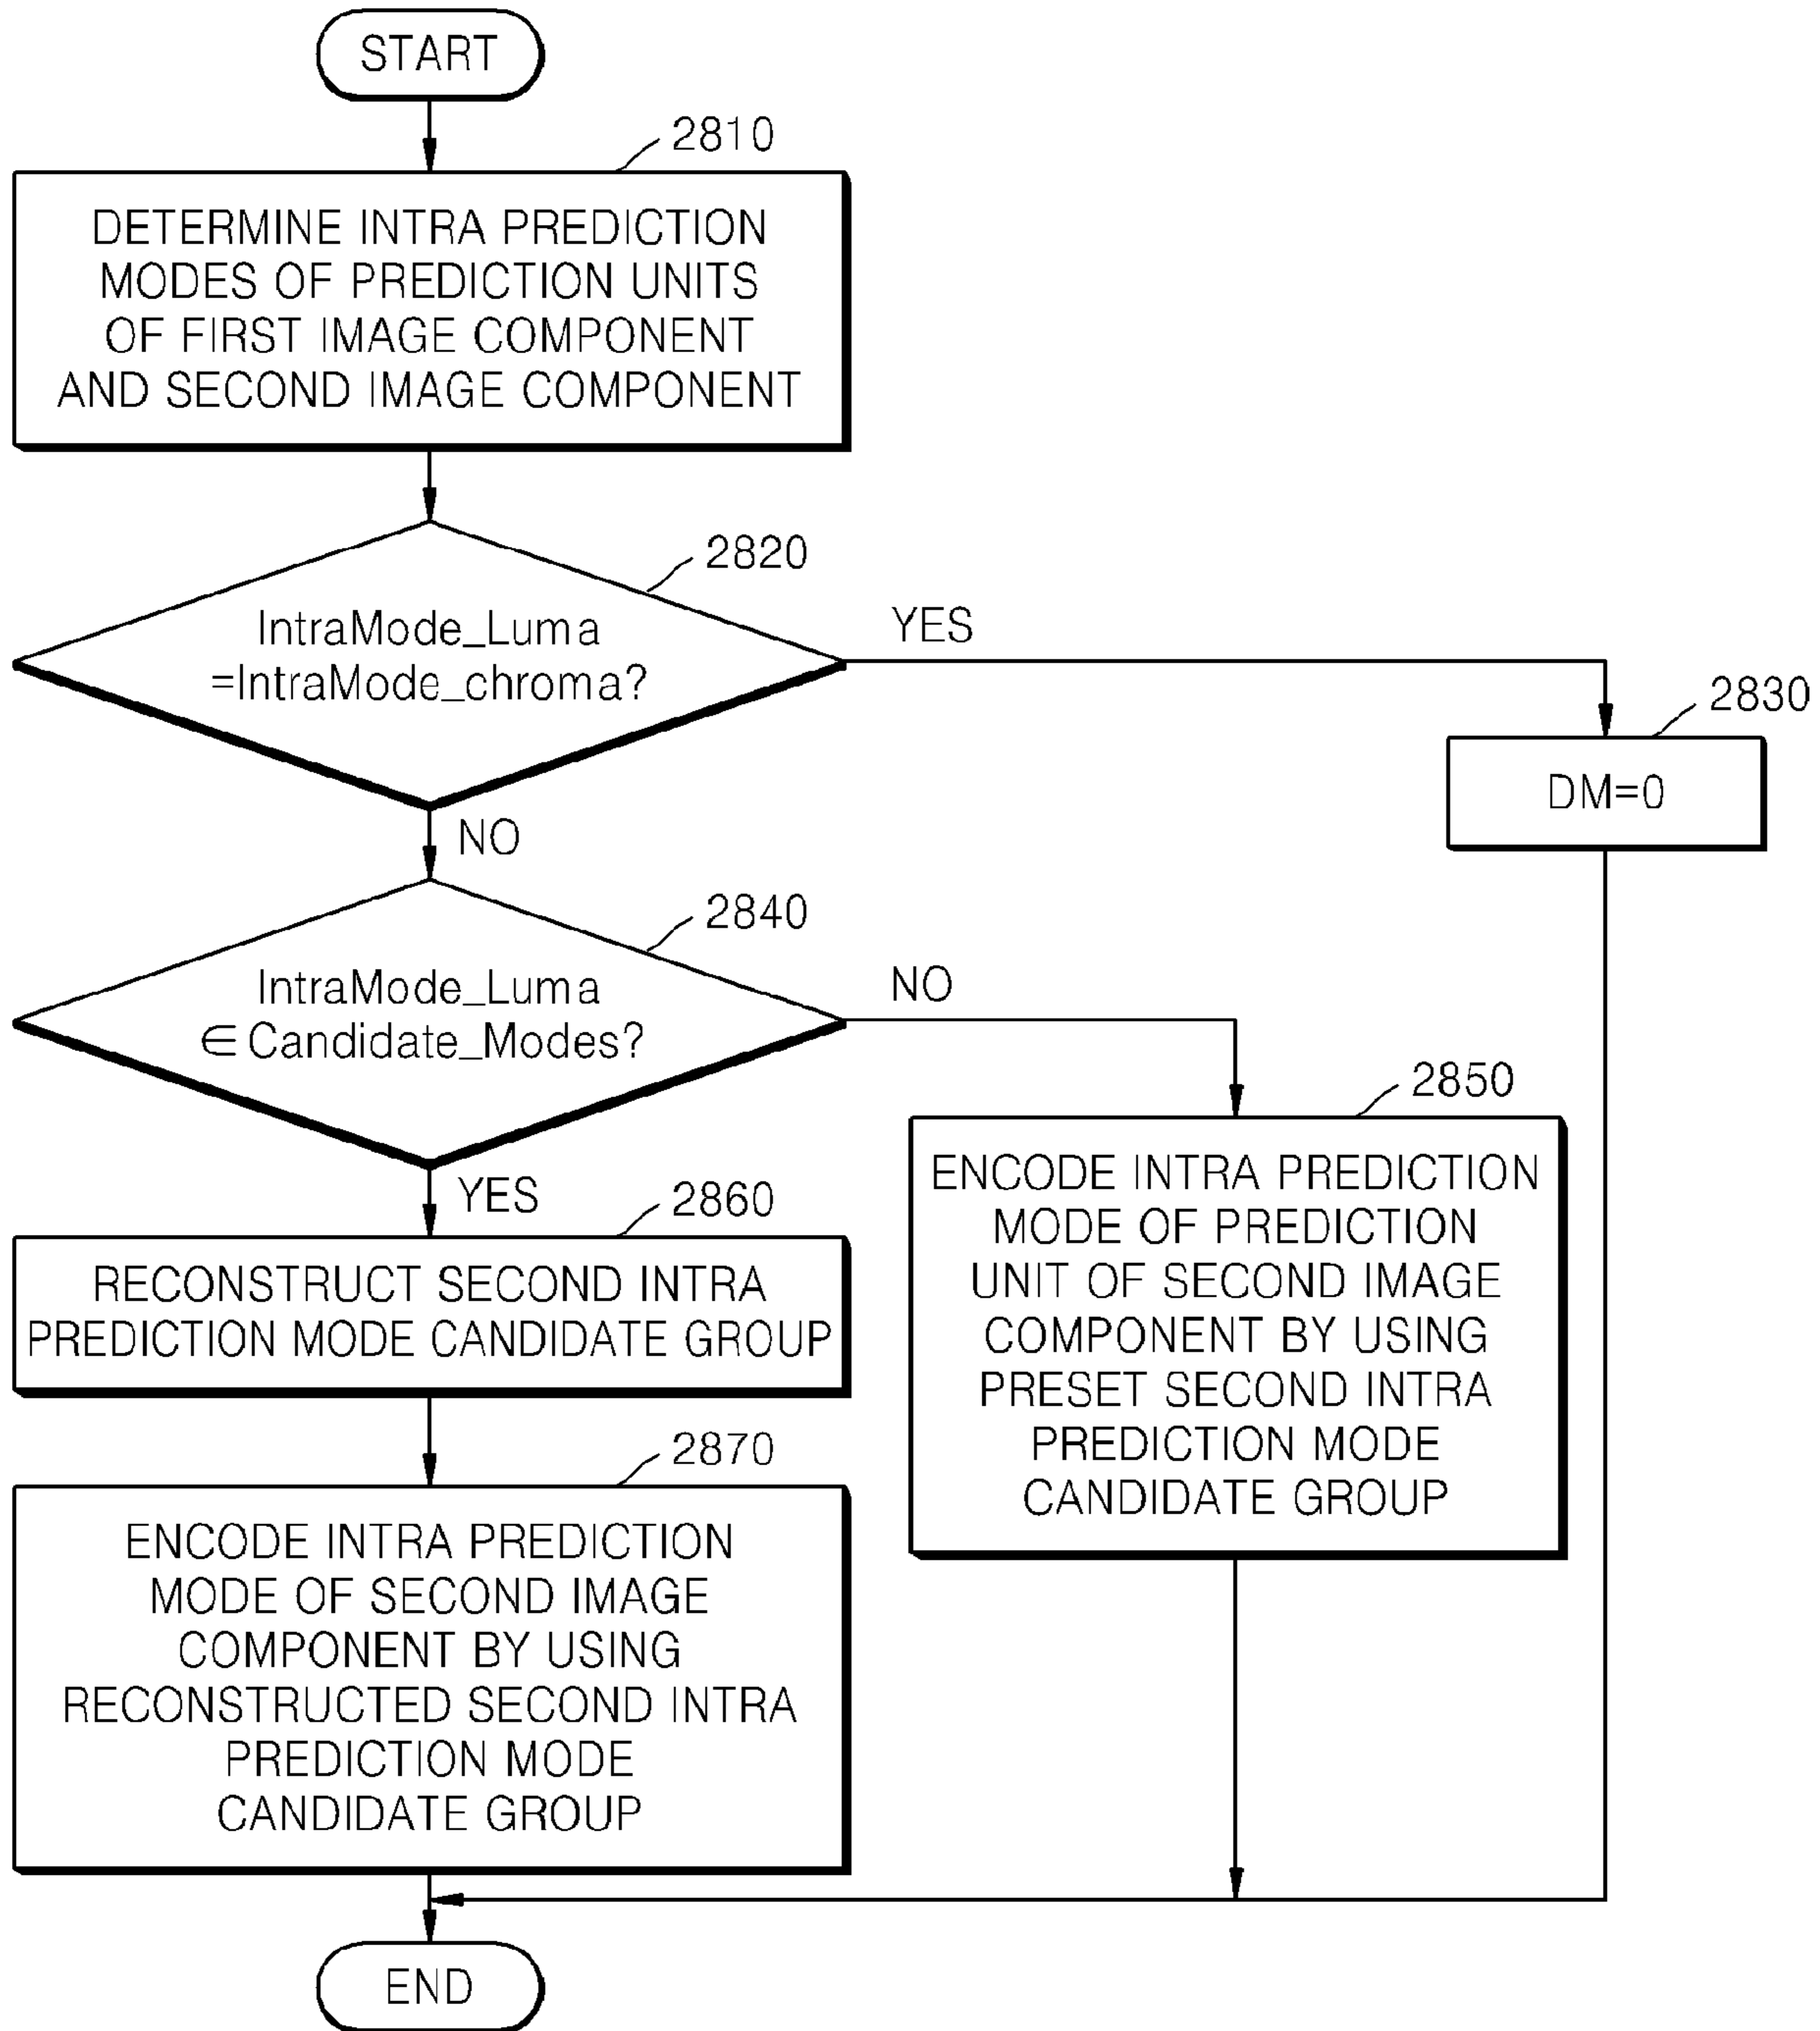 START
2810
DETERMINE INTRA PREDICTION
MODES OF PREDICTION UNITS
OF FIRST IMAGE COMPONENT
AND SECOND IMAGE COMPONENT
2820
IntraMode_Luma
=IntraMode_chroma?
YES
2830
DM=0
NO
2840
IntraMode_Luma
∈Candidate_Modes?
NO
2850
ENCODE INTRA PREDICTION
MODE OF PREDICTION
UNIT OF SECOND IMAGE
COMPONENT BY USING
PRESET SECOND INTRA
PREDICTION MODE
CANDIDATE GROUP
YES
2860
RECONSTRUCT SECOND INTRA
PREDICTION MODE CANDIDATE GROUP
2870
ENCODE INTRA PREDICTION
MODE OF SECOND IMAGE
COMPONENT BY USING
RECONSTRUCTED SECOND INTRA
PREDICTION MODE
CANDIDATE GROUP
END